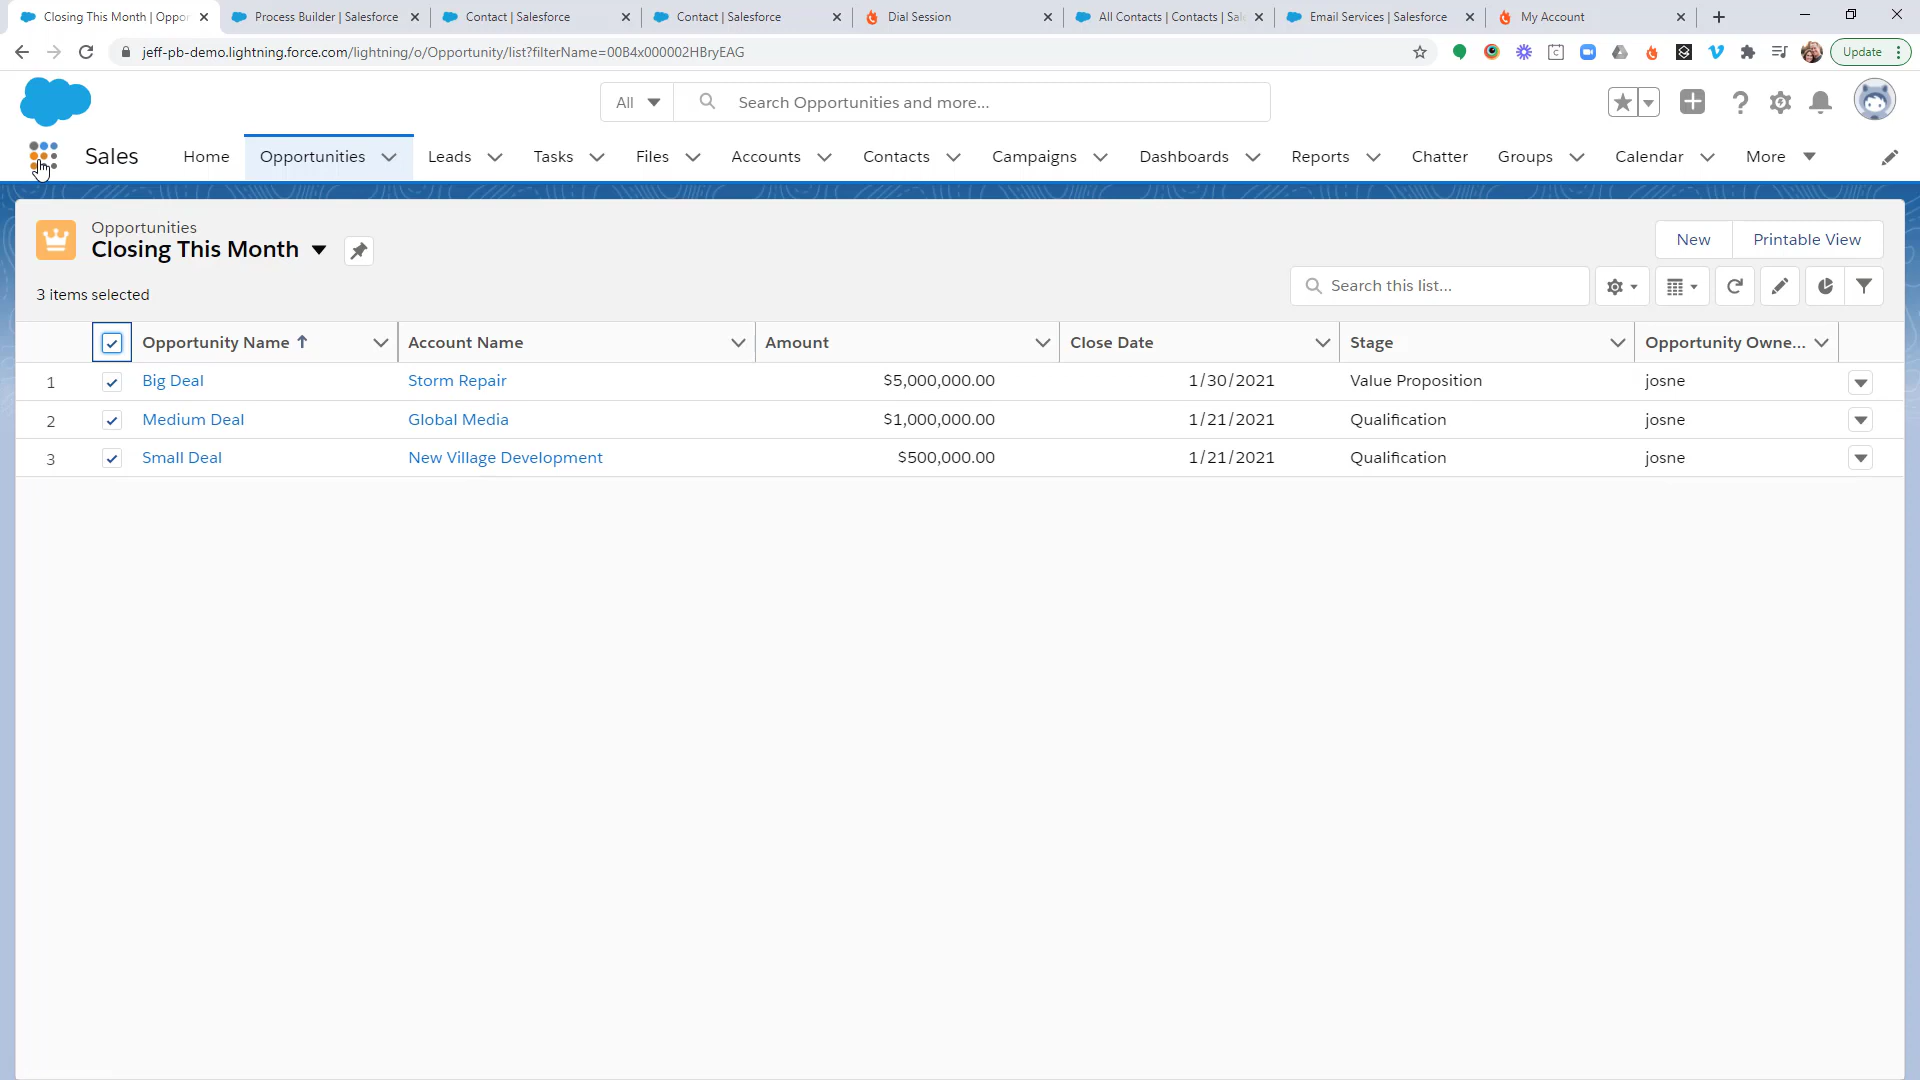 Closing This Month | Oppor
Process Builder | Salesforce
Contact | Salesforce
Contact | Salesforce
Dial Session
All Contacts | Contacts | Sal
Email Services | Salesforce
My Account
jeff-pb-demo.lightning.force.com/lightning/o/Opportunity/list?filterName=00B4x000002HBryEAG
Update
All
Search Opportunities and more...
Sales
Home
Opportunities
Leads
Tasks
Files
Accounts
Contacts
Campaigns
Dashboards
Reports
Chatter
Groups
Calendar
More
Opportunities
Closing This Month
New
Printable View
3 items selected
Search this list...
Opportunity Name
Account Name
Amount
Close Date
Stage
Opportunity Owne...
1 Big Deal Storm Repair $5,000,000.00 1/30/2021 Value Proposition josne
2 Medium Deal Global Media $1,000,000.00 1/21/2021 Qualification josne
3 Small Deal New Village Development $500,000.00 1/21/2021 Qualification josne